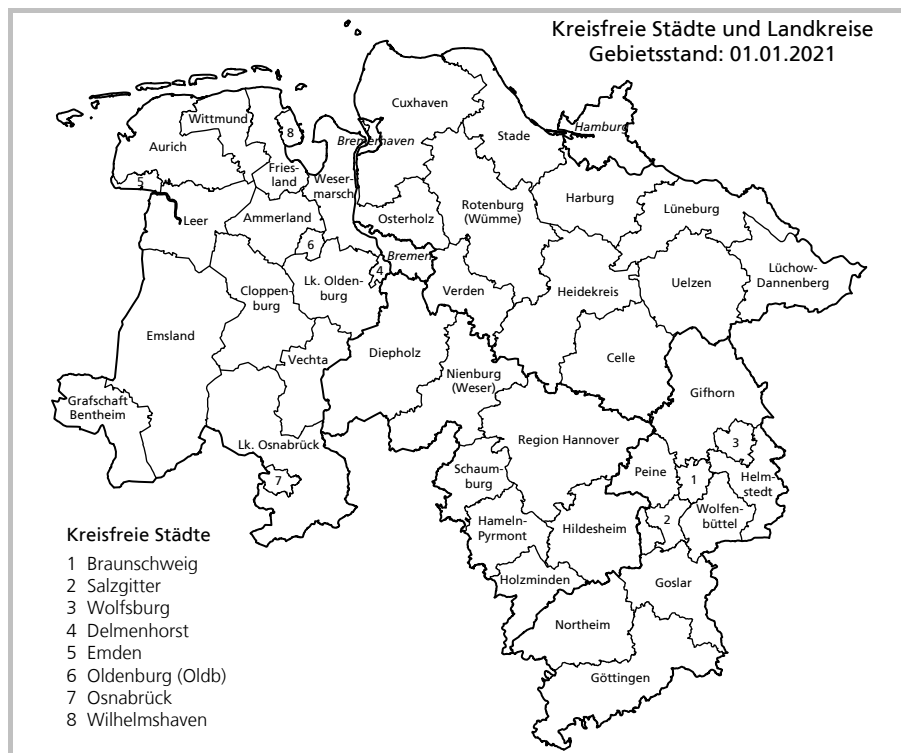 Kreisfreie Städte und Landkreise
Gebietsstand: 01.01.2021
Cuxhaven
Wittmund
8
Stade
Hamburg
Aurich
Bremerhaven
Fries-
land
Weser-
marsch
5
Leer
Ammerland
Osterholz
Rotenburg
(Wümme)
Harburg
Lüneburg
6
Bremen
4
Lk. Olden-
burg
Cloppen-
burg
Verden
Heidekreis
Uelzen
Lüchow-
Dannenberg
Emsland
Vechta
Diepholz
Celle
Nienburg
(Weser)
Grafschaft
Bentheim
Gifhorn
Lk. Osnabrück
Region Hannover
3
7
Schaum-
burg
Peine
1
Helm-
stedt
Wolfen-
büttel
2
Hameln-
Pyrmont
Hildesheim
Holzminden
Goslar
Northeim
Göttingen
Kreisfreie Städte
1 Braunschweig
2 Salzgitter
3 Wolfsburg
4 Delmenhorst
5 Emden
6 Oldenburg (Oldb)
7 Osnabrück
8 Wilhelmshaven